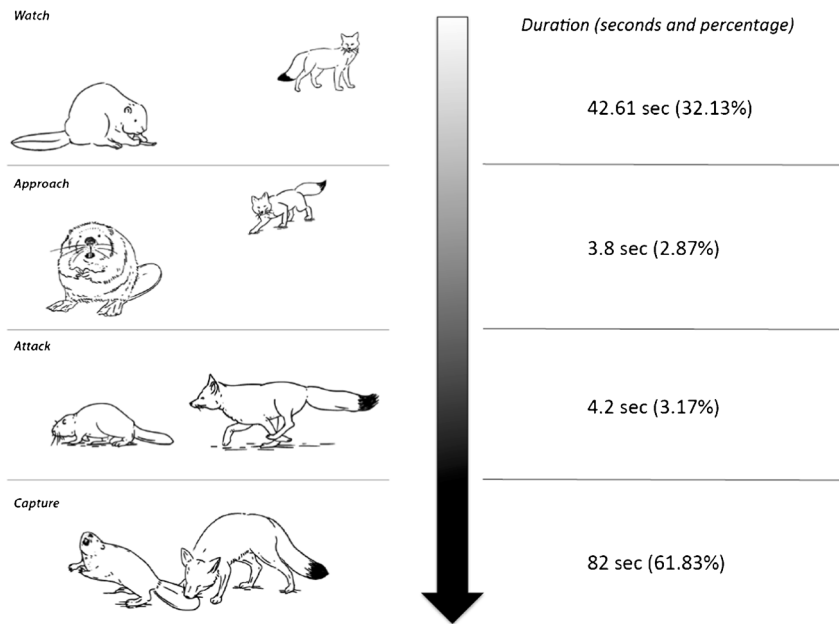 Watch
Duration (seconds and percentage)
42.61 sec (32.13%)
Approach
3.8 sec (2.87%)
Attack
4.2 sec (3.17%)
Capture
82 sec (61.83%)